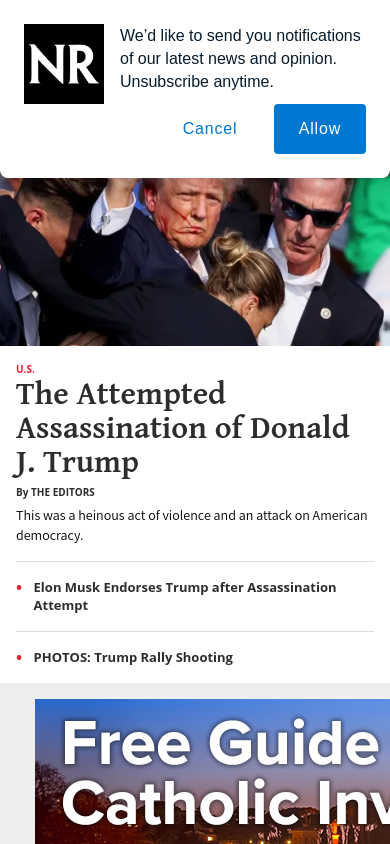 NR
We’d like to send you notifications
of our latest news and opinion.
Unsubscribe anytime.
Cancel
Allow
U.S.
The Attempted
Assassination of Donald
J. Trump
By THE EDITORS
This was a heinous act of violence and an attack on American
democracy.
Elon Musk Endorses Trump after Assassination
Attempt
PHOTOS: Trump Rally Shooting
Free Guide
Catholic Inv